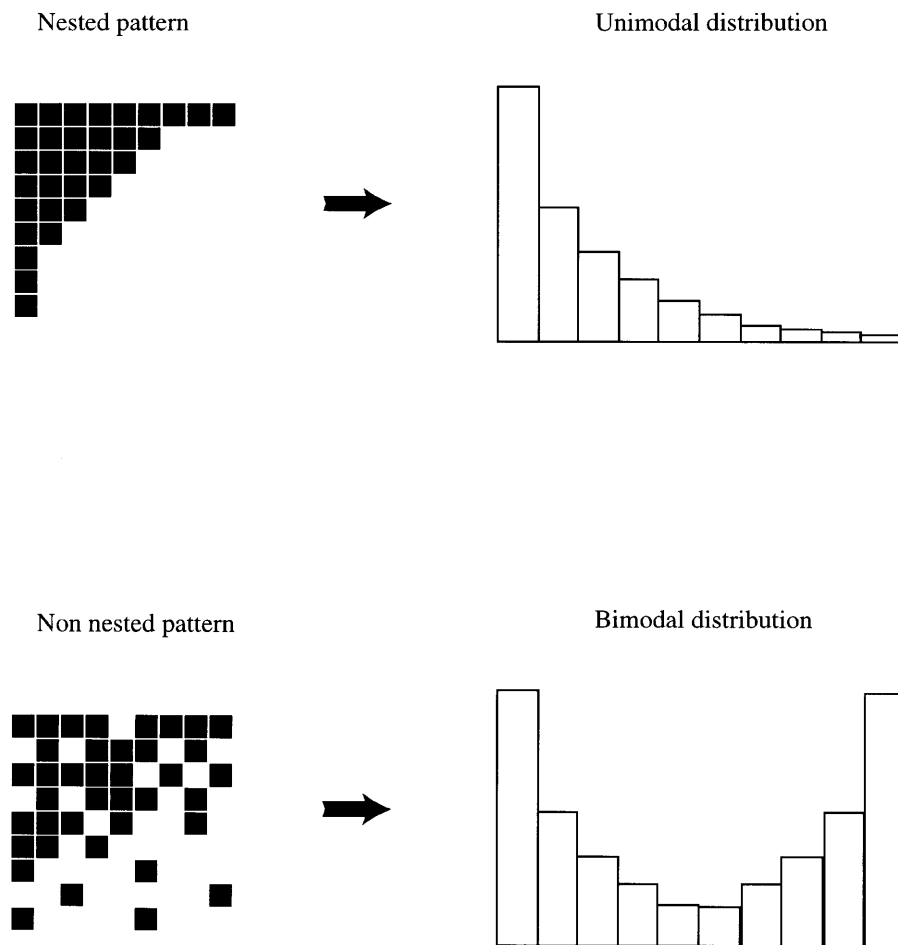 Nested pattern
Unimodal distribution
Non nested pattern
Bimodal distribution